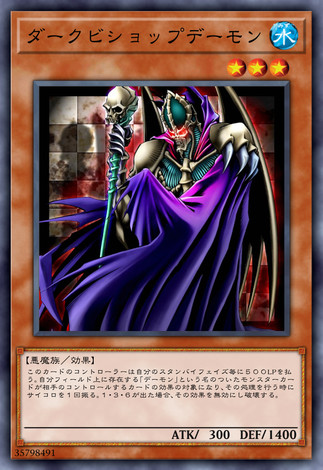 ダークビショップデーモン
水
【悪魔族／効果】
このカードのコントローラーは自分のスタンバイフェイズ毎に５００LPを払
う。自分フィールド上に存在する「デーモン」という名のついたモンスターカー
ドが相手のコントロールするカードの効果の対象になり、その処理を行う時に
サイコロを１回振る。１・３・６が出た場合、その効果を無効にし破壊する。
ATK/ 300 DEF/1400
35798491